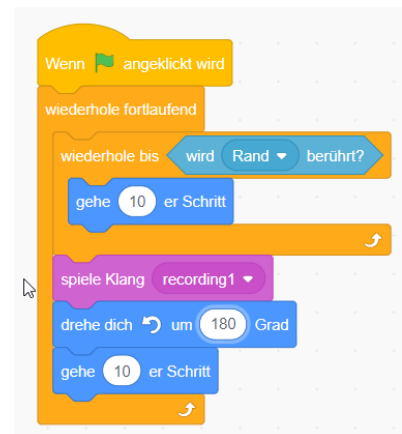 Wenn angeklickt wird
wiederhole fortlaufend
wiederhole bis wird Rand berührt?
gehe 10 er Schritt
spiele Klang recording1
drehe dich um 180 Grad
gehe 10 er Schritt